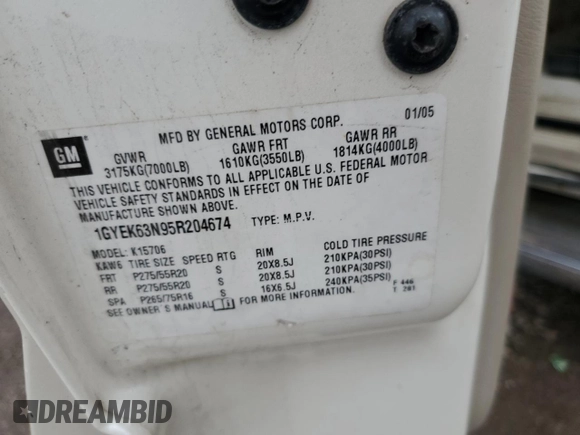 MFD BY GENERAL MOTORS CORP. 01/05
GM
GVWR GAWR FRT GAWR RR
3175KG(7000LB) 1610KG(3550LB) 1814KG(4000LB)
THIS VEHICLE CONFORMS TO ALL APPLICABLE U.S. FEDERAL MOTOR
VEHICLE SAFETY STANDARDS IN EFFECT ON THE DATE OF
MANUFACTURE SHOWN ABOVE.
1GYEK63N95R204674 TYPE: M.P.V.
MODEL: K15706
KAW6 TIRE SIZE SPEED RTG RIM COLD TIRE PRESSURE
FRT P275/55R20 S 20X8.5J 210KPA(30PSI)
RR P275/55R20 S 20X8.5J 210KPA(30PSI)
SPA P265/75R16 S 16X6.5J 240KPA(35PSI)
SEE OWNER'S MANUAL FOR MORE INFORMATION. F 446
T 261
DREAMBID